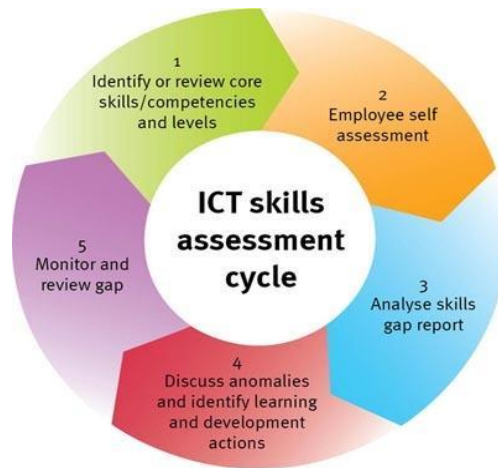 1
Identify or review core
skills/competencies
and levels
2
Employee self
assessment
ICT skills
assessment
cycle
3
Analyse skills
gap report
4
Discuss anomalies
and identify learning
and development
actions
5
Monitor and
review gap